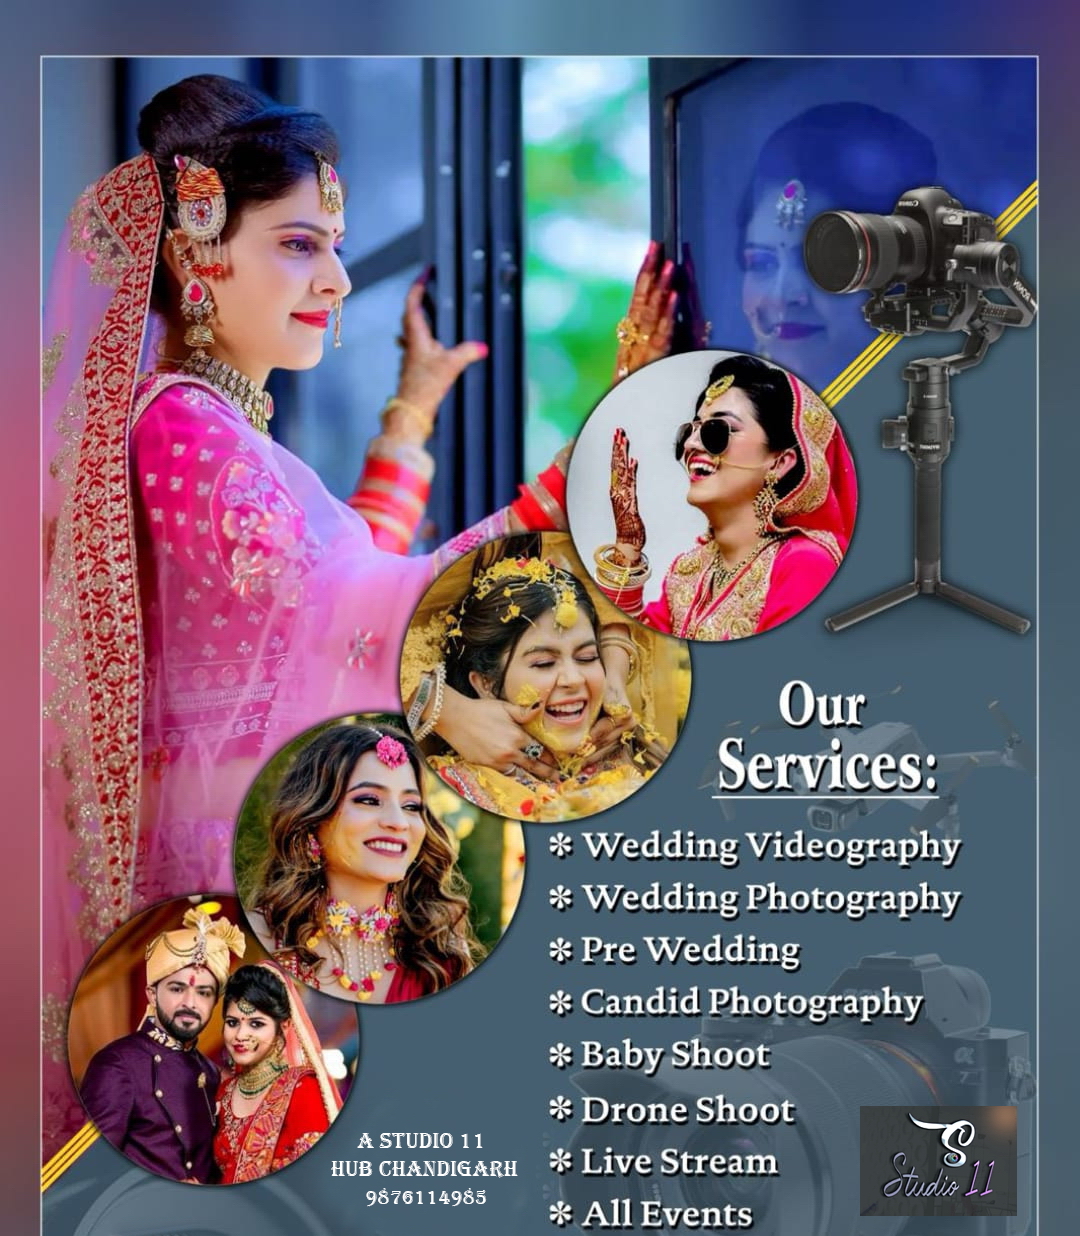 Our
Services:
* Wedding Videography
* Wedding Photography
* Pre Wedding
* Candid Photography
* Baby Shoot
* Drone Shoot
* Live Stream
* All Events
A STUDIO 11
HUB CHANDIGARH
9876114985
S
Studio 11